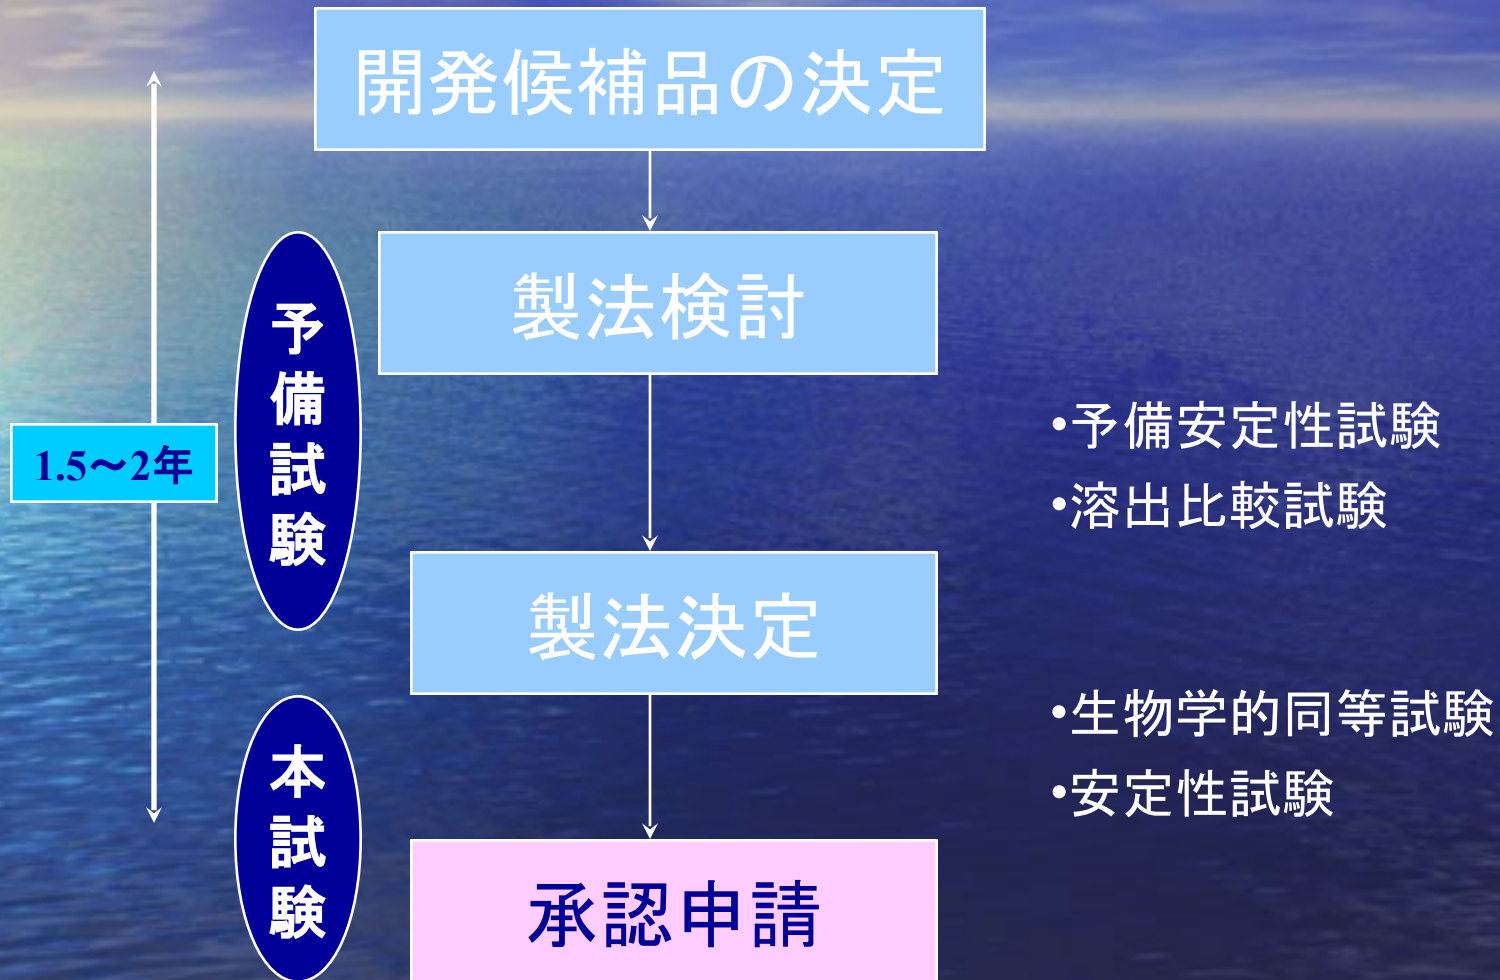 開発候補品の決定
製法検討
予備試験
•予備安定性試験
1.5～2年
•溶出比較試験
製法決定
•生物学的同等試験
本試験
•安定性試験
承認申請